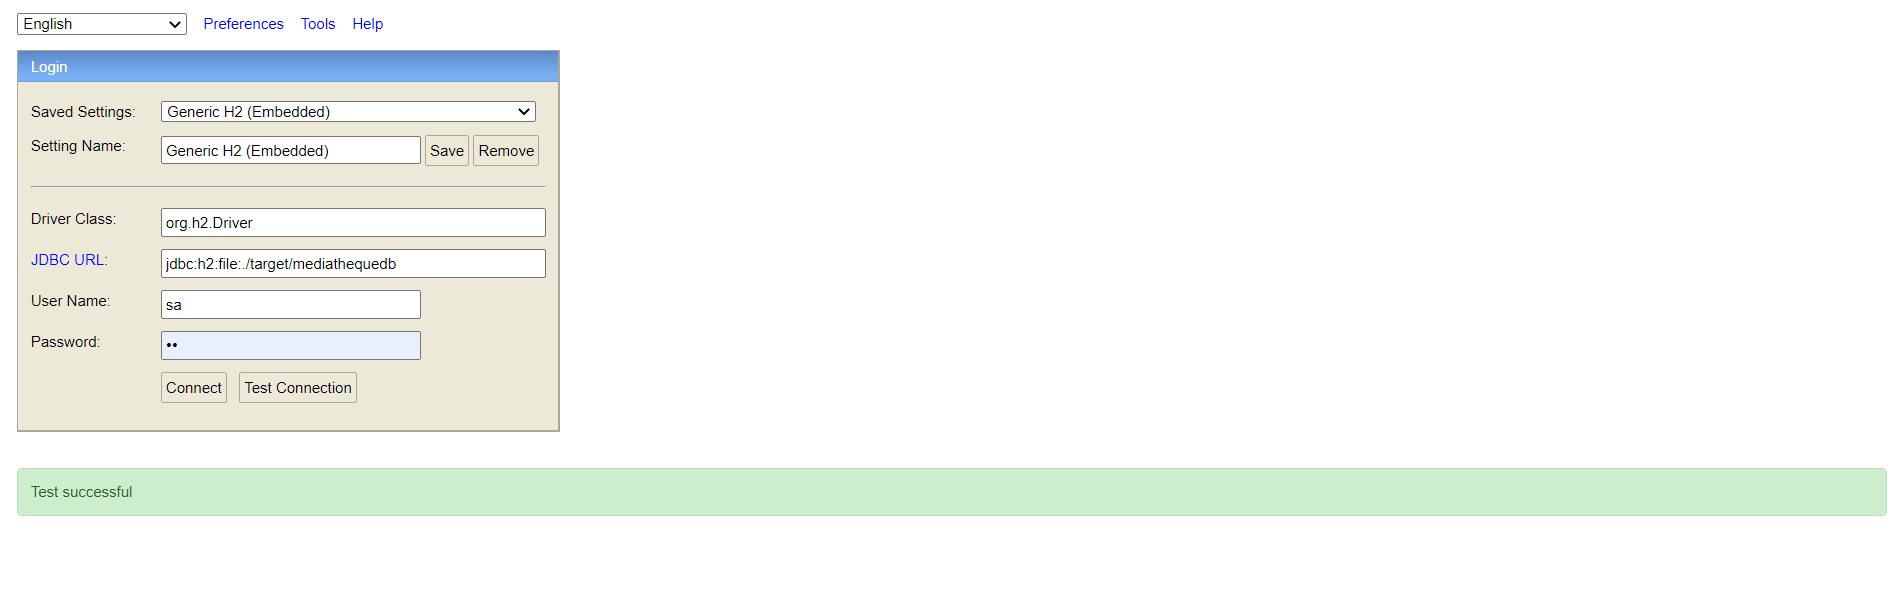 English Preferences Tools Help
Login
Saved Settings: Generic H2 (Embedded)
Setting Name: Generic H2 (Embedded) Save Remove
Driver Class: org.h2.Driver
JDBC URL: jdbc:h2:file:./target/mediathequedb
User Name: sa
Password: ••
Connect Test Connection
Test successful